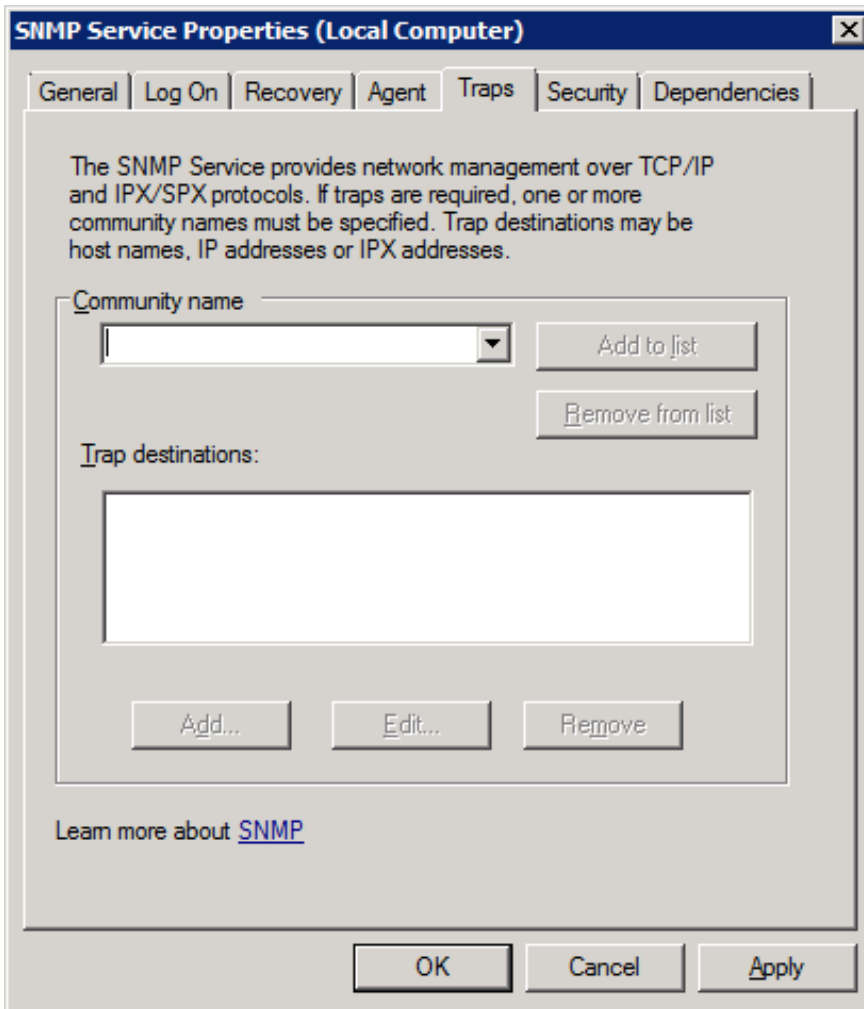 SNMP Service Properties (Local Computer)
General Log On Recovery Agent Traps Security Dependencies
The SNMP Service provides network management over TCP/IP
and IPX/SPX protocols. If traps are required, one or more
community names must be specified. Trap destinations may be
host names, IP addresses or IPX addresses.
Community name
Add to list
Remove from list
Trap destinations:
Add... Edit... Remove
Learn more about SNMP
OK Cancel Apply